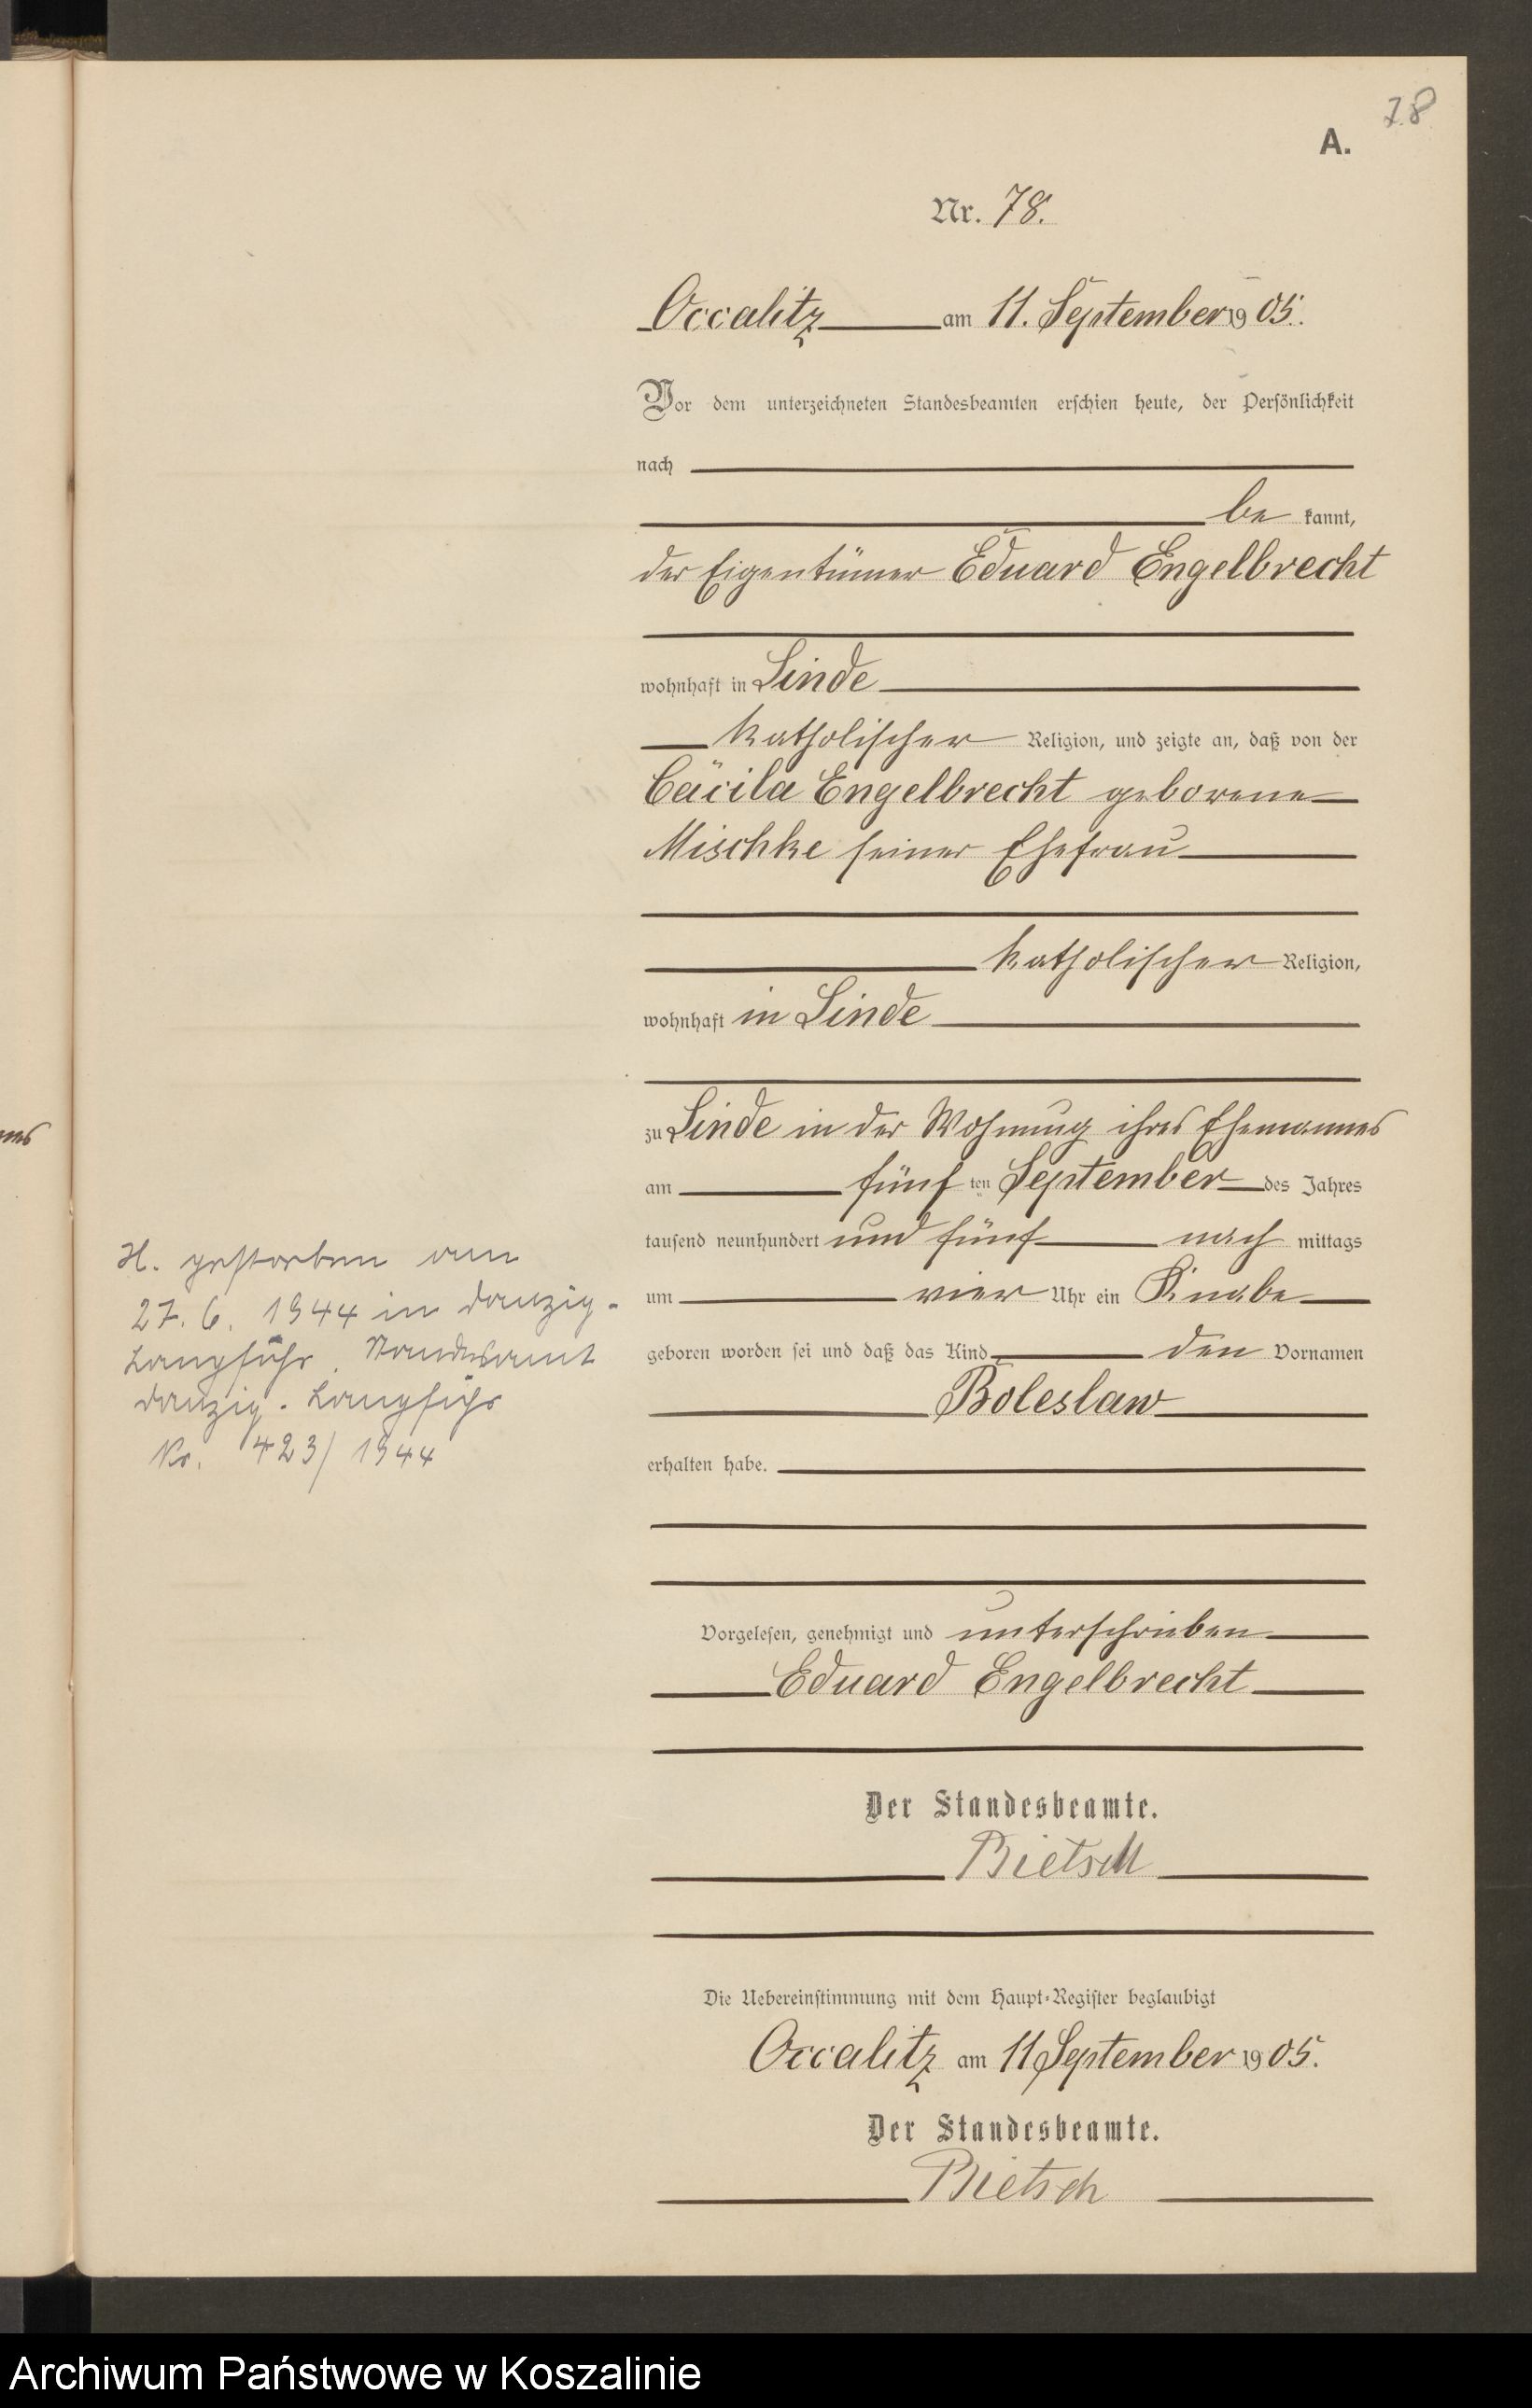 78
A.
Nr. 78.
Occalitz am 11. September 1905.
Vor dem unterzeichneten Standesbeamten erschien heute, der Persönlichkeit
nach
be kannt,
der Eigentümer Eduard Engelbrecht
wohnhaft in Linde
katholischer Religion, und zeigte an, daß von der
Cäcila Engelbrecht geborene
Mischke seiner Ehefrau
katholischer Religion,
wohnhaft in Linde
zu Linde in der Wohnung ihres Ehemannes
am fünf ten September des Jahres
tausend neunhundert und fünf nach mittags
um vier Uhr ein Knabe
geboren worden sei und daß das Kind den Vornamen
Boleslaw
erhalten habe.
H. gestorben am
27. 6. 1944 in Danzig-
Langfuhr. Standesamt
Danzig-Langfuhr
Nr. 423/1944
Vorgelesen, genehmigt und unterschrieben
Eduard Engelbrecht
Der Standesbeamte.
Bietsch
Die Uebereinstimmung mit dem Haupt-Register beglaubigt
Occalitz am 11 September 1905.
Der Standesbeamte.
Bietsch
Archiwum Państwowe w Koszalinie